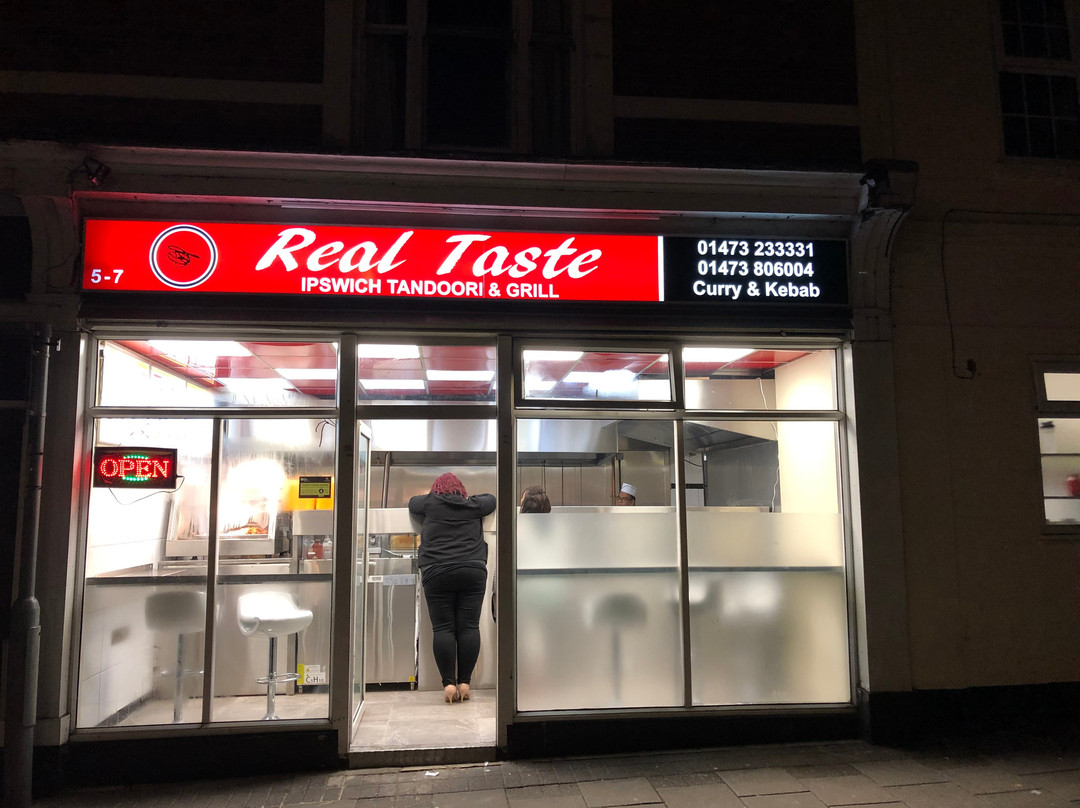 5-7
Real Taste
IPSWICH TANDOORI & GRILL
01473 233331
01473 806004
Curry & Kebab
OPEN